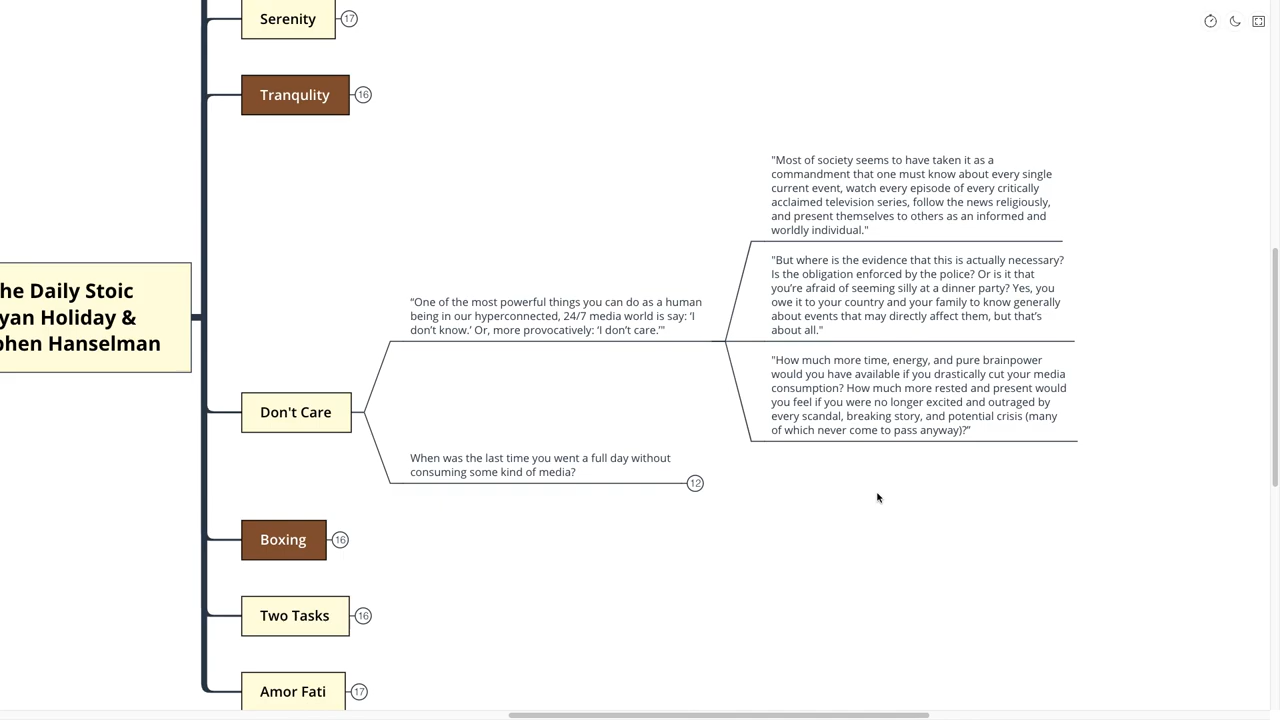 Serenity
17
Tranqulity
16
"Most of society seems to have taken it as a
commandment that one must know about every single
current event, watch every episode of every critically
acclaimed television series, follow the news religiously,
and present themselves to others as an informed and
worldly individual."
"But where is the evidence that this is actually necessary?
Is the obligation enforced by the police? Or is it that
you’re afraid of seeming silly at a dinner party? Yes, you
owe it to your country and your family to know generally
about events that may directly affect them, but that’s
about all."
"How much more time, energy, and pure brainpower
would you have available if you drastically cut your media
consumption? How much more rested and present would
you feel if you were no longer excited and outraged by
every scandal, breaking story, and potential crisis (many
of which never come to pass anyway)?”
“One of the most powerful things you can do as a human
being in our hyperconnected, 24/7 media world is say: ‘I
don’t know.’ Or, more provocatively: ‘I don’t care.’"
he Daily Stoic
yan Holiday &
phen Hanselman
Don't Care
When was the last time you went a full day without
consuming some kind of media?
12
Boxing
16
Two Tasks
16
Amor Fati
17